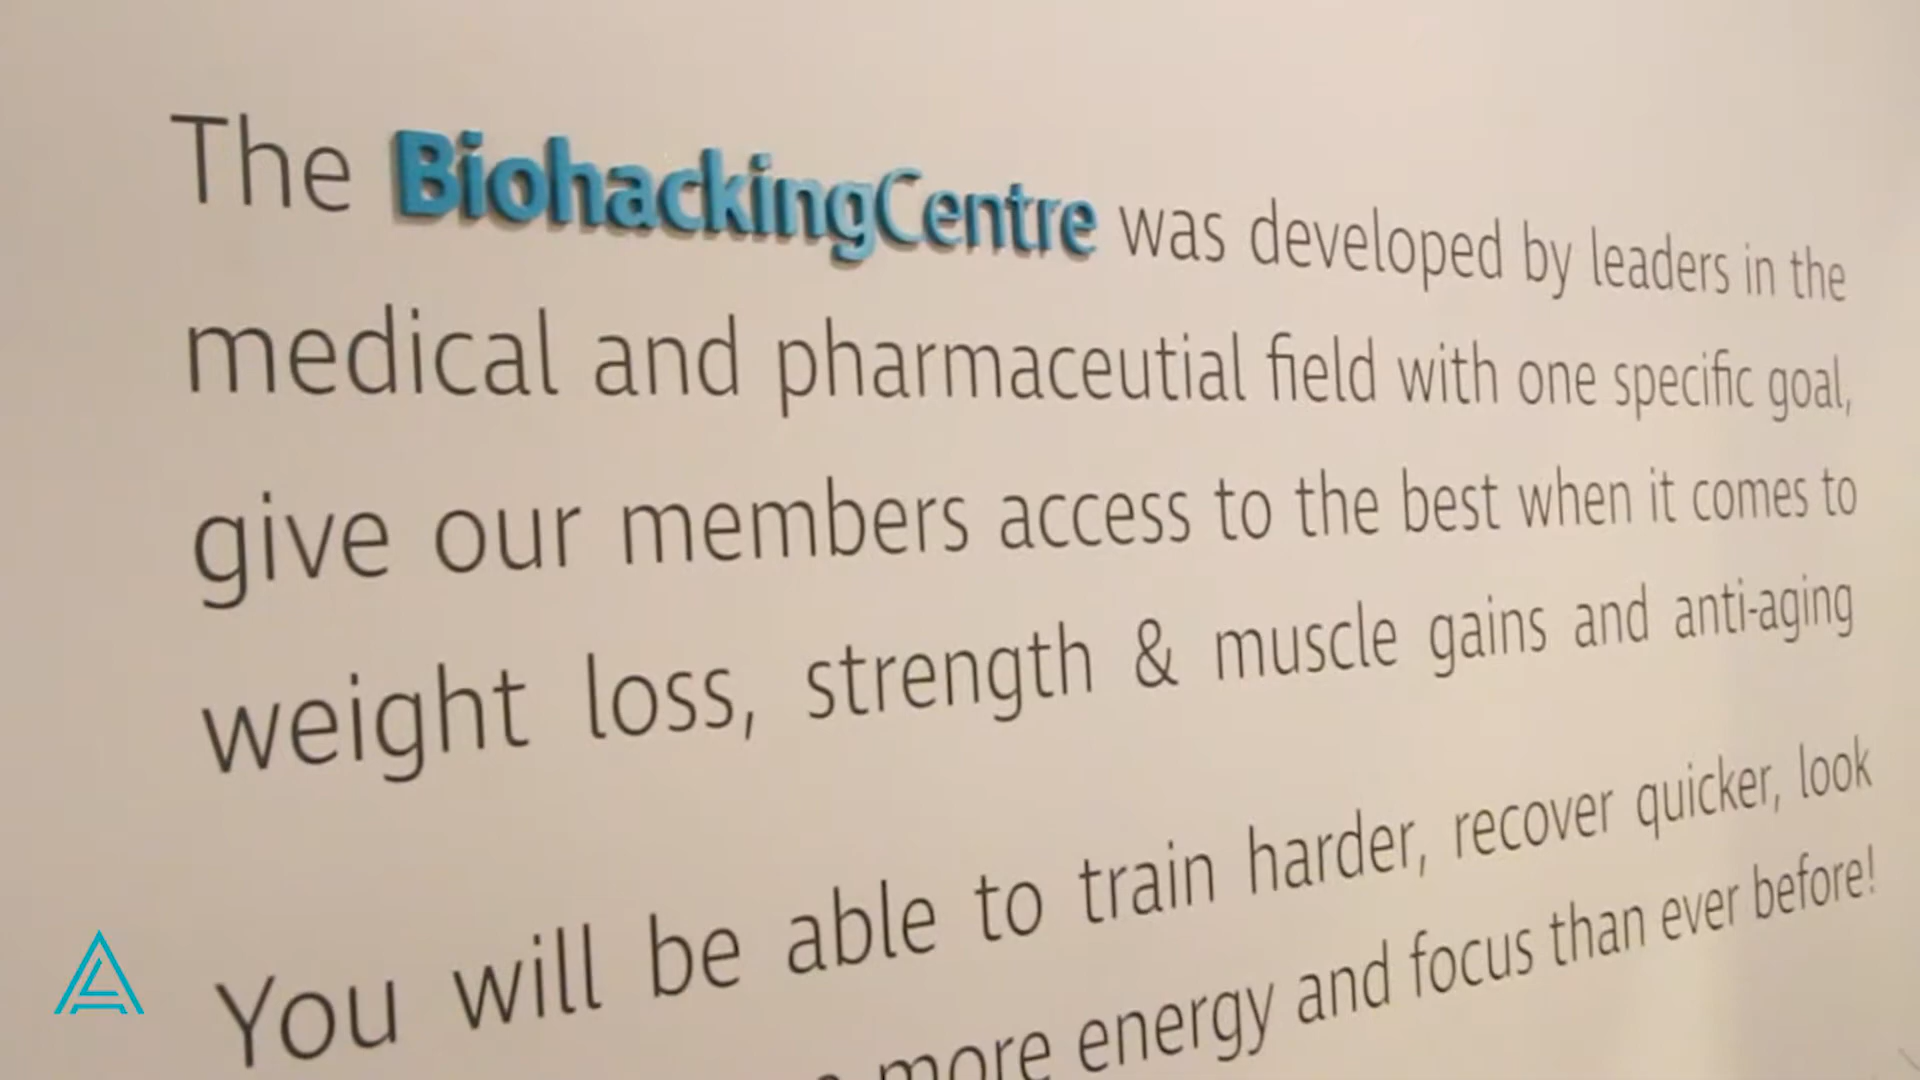 The BiohackingCentre was developed by leaders in the
medical and pharmaceutial field with one specific goal,
give our members access to the best when it comes to
weight loss, strength & muscle gains and anti-aging
You will be able to train harder, recover quicker, look
more energy and focus than ever before!